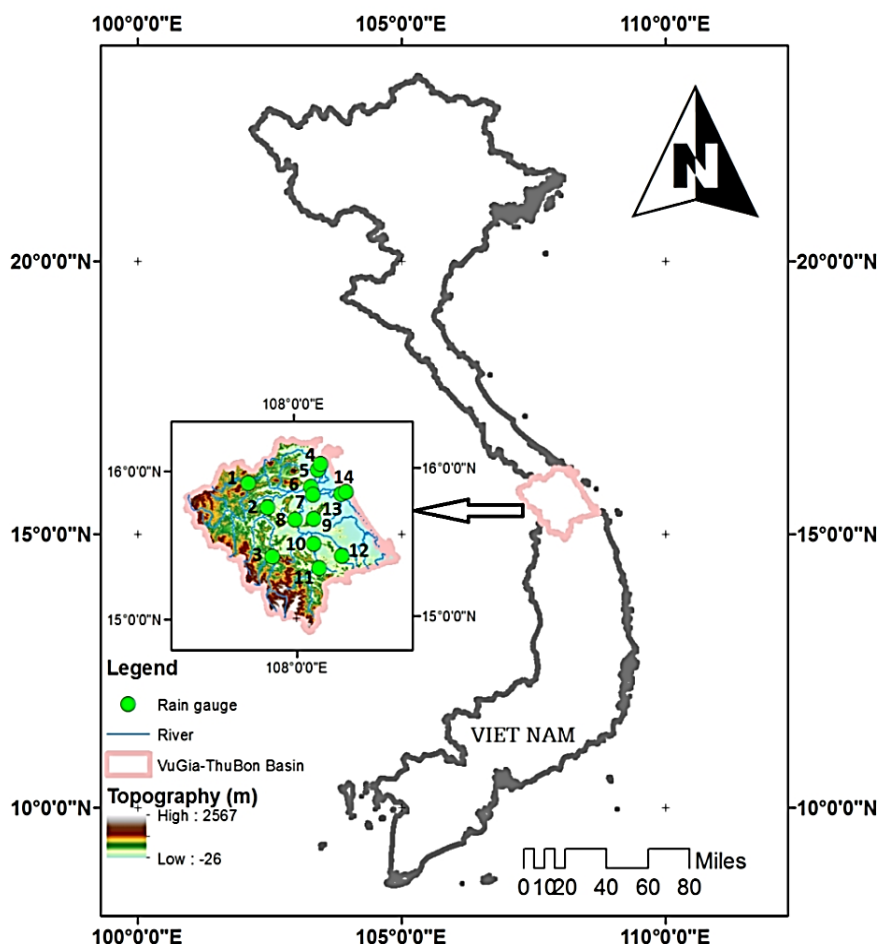 100°0'0"E 105°0'0"E 110°0'0"E
N
20°0'0"N 20°0'0"N
108°0'0"E
16°0'0"N 16°0'0"N
4
5
1 6 14
7
2 13
8 9
10
3 12
11
15°0'0"N 15°0'0"N
15°0'0"N 15°0'0"N
108°0'0"E
Legend
Rain gauge
River
VuGia-ThuBon Basin
Topography (m)
High : 2567
Low : -26
VIET NAM
10°0'0"N 10°0'0"N
Miles
0 10 20 40 60 80
100°0'0"E 105°0'0"E 110°0'0"E